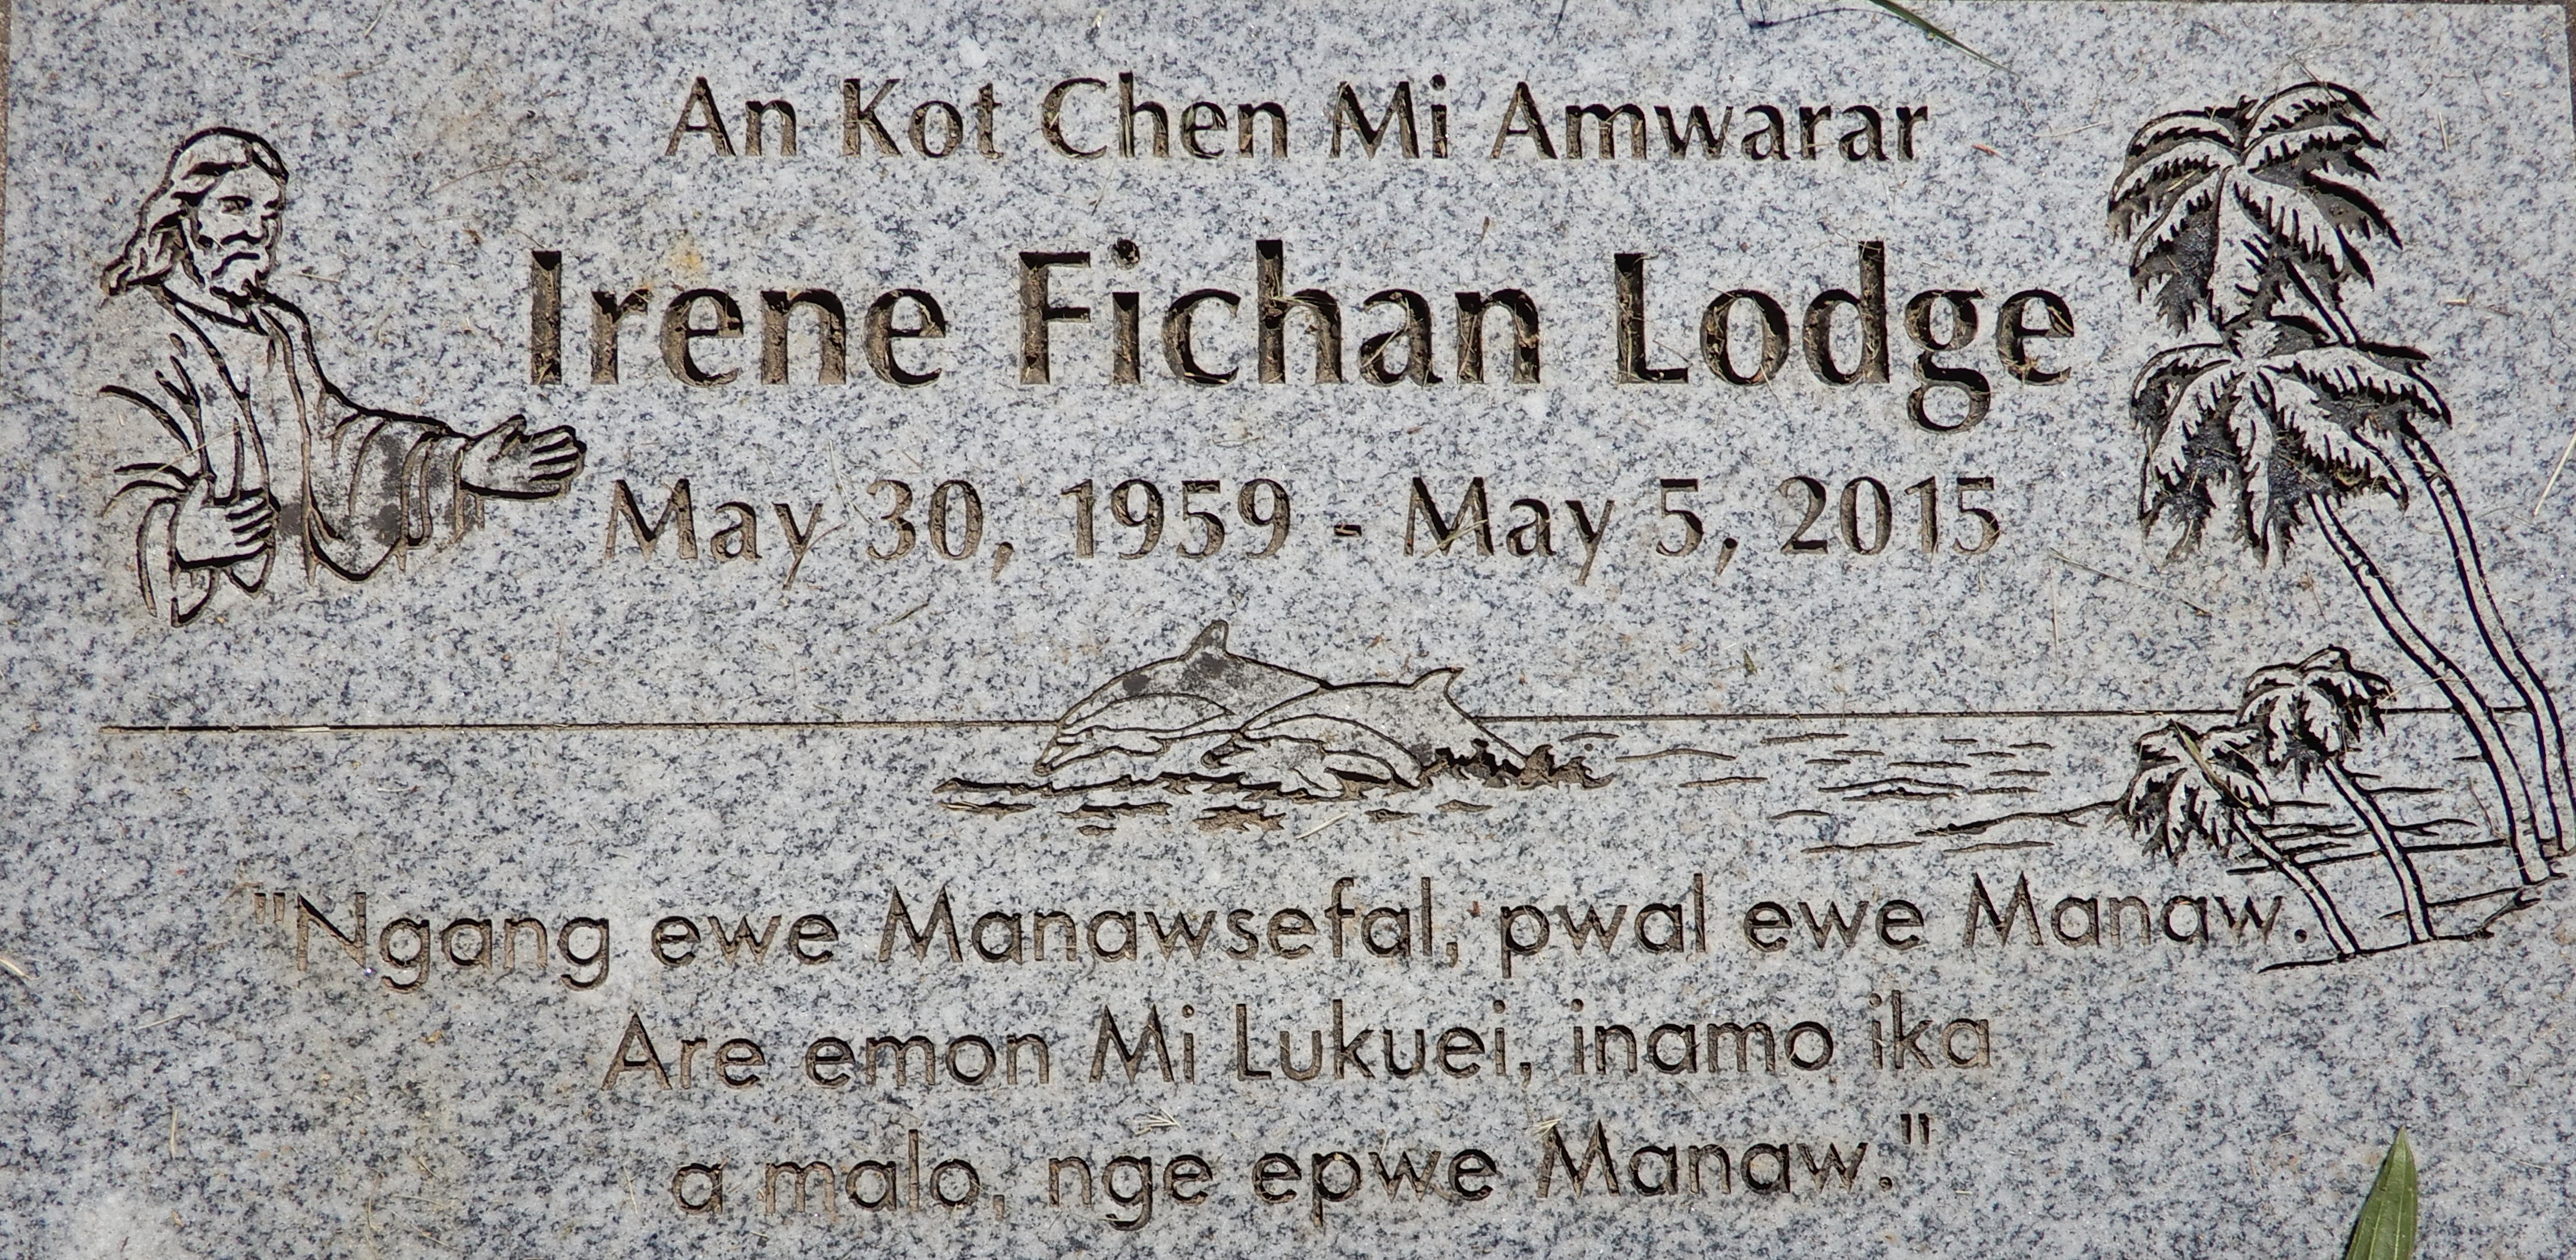 An Kot Chen Mi Amwarar
Irene Fichan Lodge
May 30, 1959 - May 5, 2015
"Ngang ewe Manawsefal, pwal ewe Manaw.
Are emon Mi Lukuei, inamo ika
a malo, nge epwe Manaw."